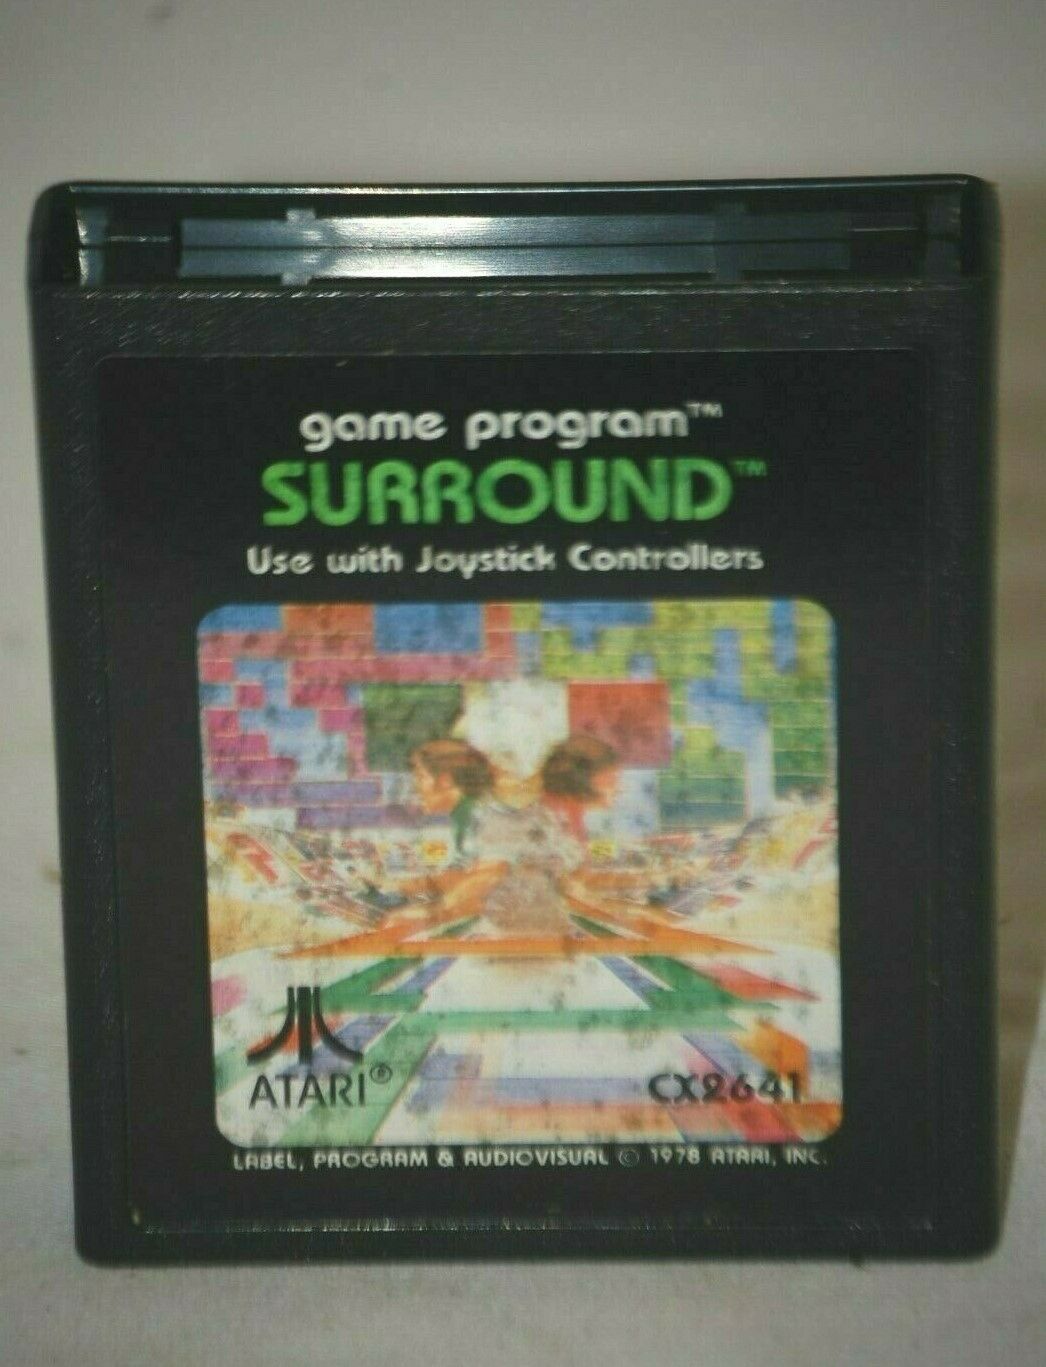 game program™
SURROUND™
Use with Joystick Controllers
ATARI®
CX2641
LABEL, PROGRAM & AUDIOVISUAL © 1978 ATARI, INC.